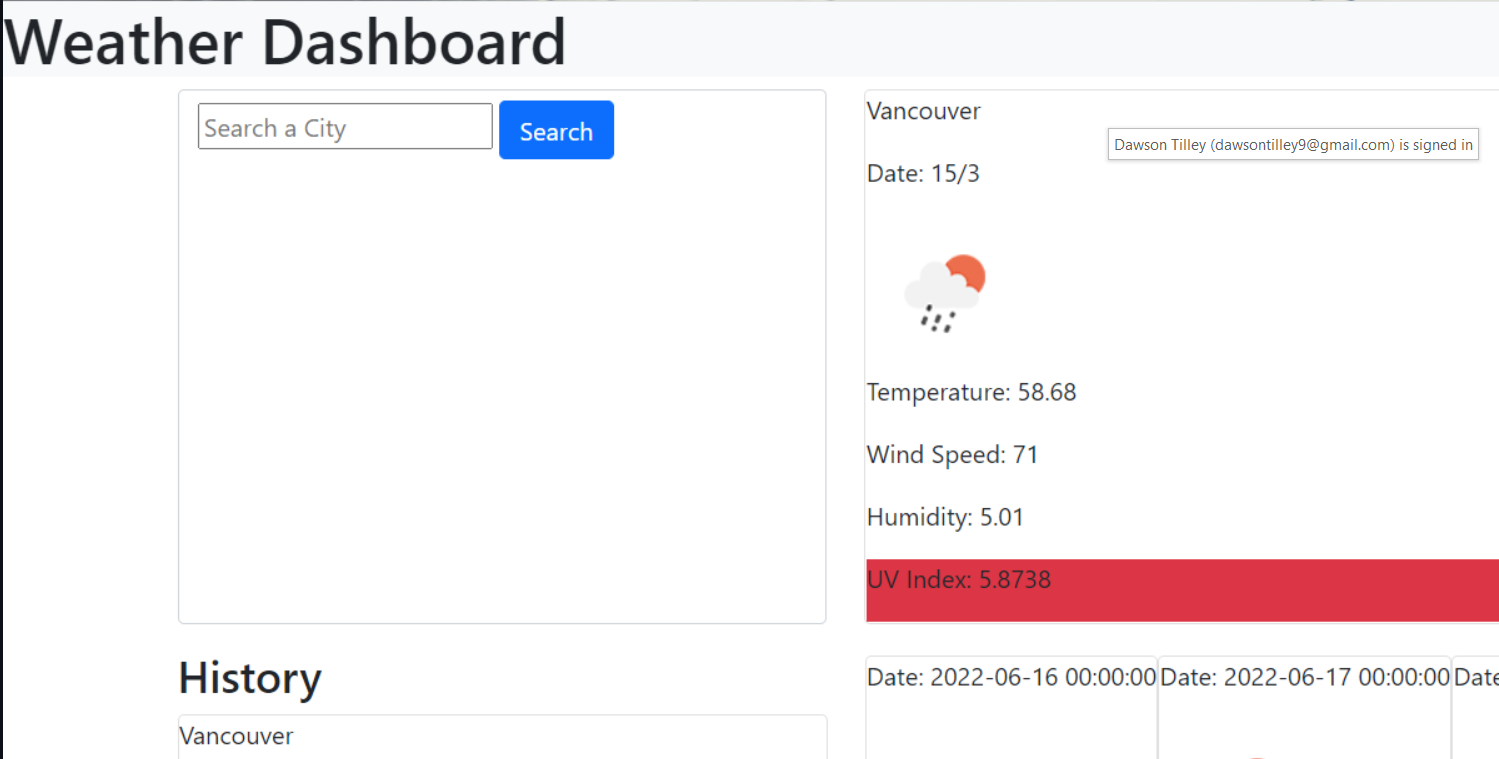 Weather Dashboard
Search a City
Search
Vancouver
Dawson Tilley (dawsontilley9@gmail.com) is signed in
Date: 15/3
Temperature: 58.68
Wind Speed: 71
Humidity: 5.01
UV Index: 5.8738
History
Vancouver
Date: 2022-06-16 00:00:00
Date: 2022-06-17 00:00:00
Date